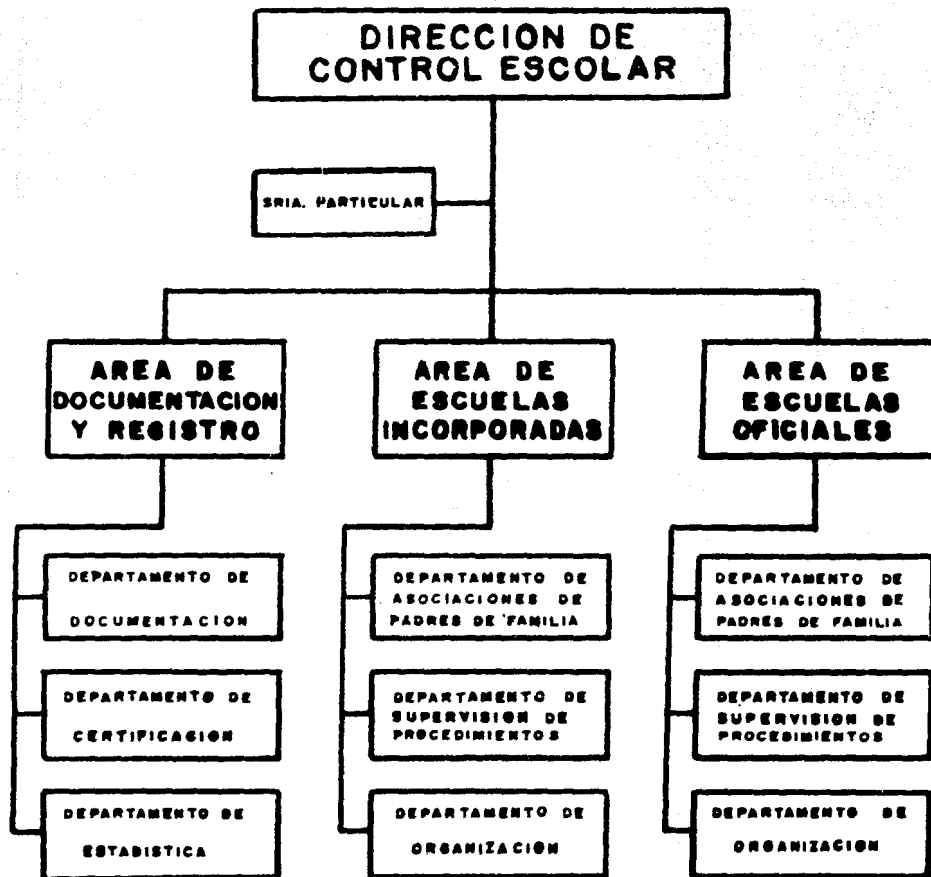 DIRECCION DE
CONTROL ESCOLAR
SRIA. PARTICULAR
AREA DE
DOCUMENTACION
Y REGISTRO
AREA DE
ESCUELAS
INCORPORADAS
AREA DE
ESCUELAS
OFICIALES
DEPARTAMENTO DE
DOCUMENTACION
DEPARTAMENTO DE
ASOCIACIONES DE
PADRES DE FAMILIA
DEPARTAMENTO DE
ASOCIACIONES DE
PADRES DE FAMILIA
DEPARTAMENTO DE
CERTIFICACION
DEPARTAMENTO DE
SUPERVISION DE
PROCEDIMIENTOS
DEPARTAMENTO DE
SUPERVISION DE
PROCEDIMIENTOS
DEPARTAMENTO DE
ESTADISTICA
DEPARTAMENTO DE
ORGANIZACION
DEPARTAMENTO DE
ORGANIZACION